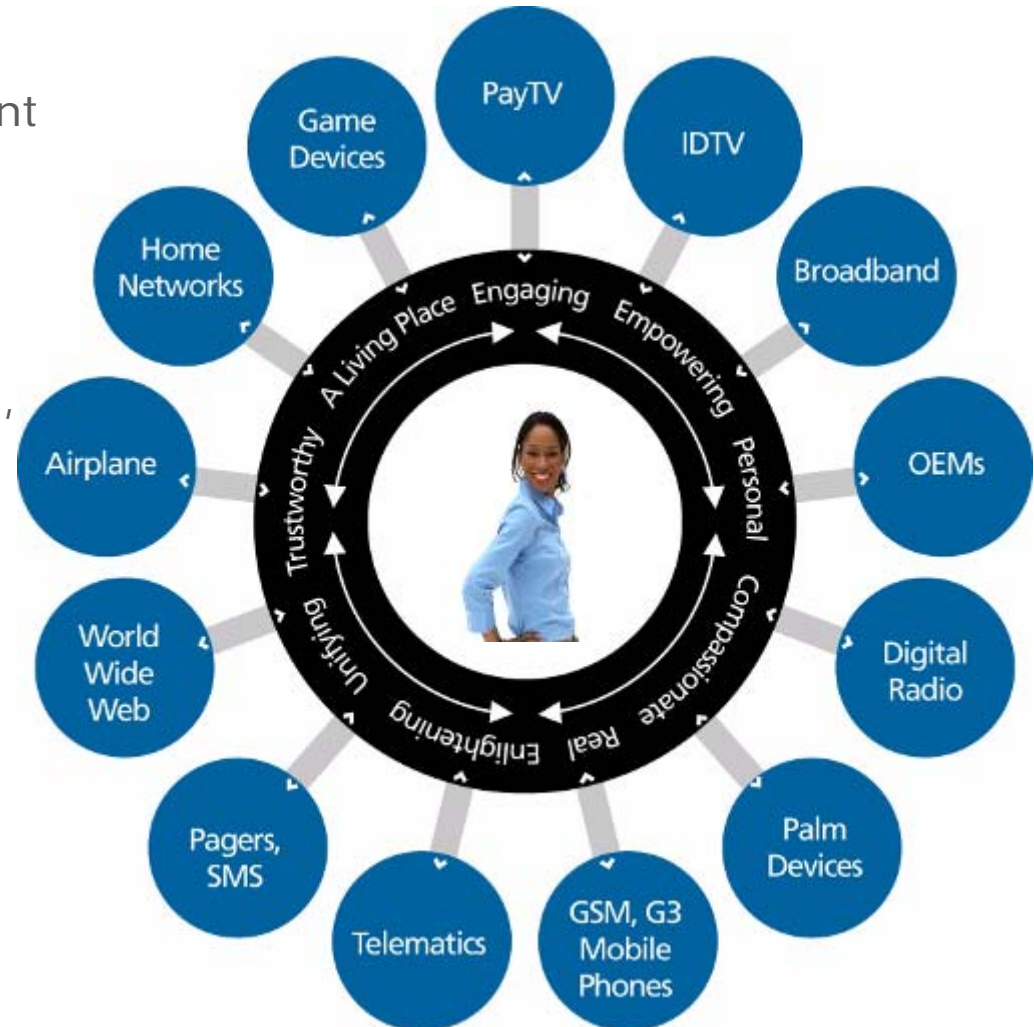 nt
,
PayTV
IDTV
Broadband
OEMs
Digital
Radio
Palm
Devices
GSM, G3
Mobile
Phones
Telematics
Pagers,
SMS
World
Wide
Web
Airplane
Home
Networks
Game
Devices
Engaging
Empowering
Personal
Compassionate
Real
Enlightening
Unifying
Trustworthy
A Living Place